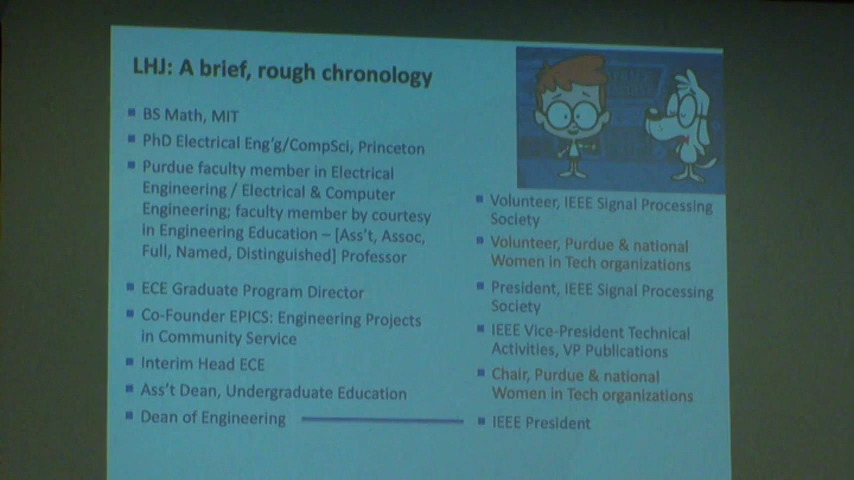 LHJ: A brief, rough chronology
BS Math, MIT
PhD Electrical Eng'g/CompSci, Princeton
Purdue faculty member in Electrical
Engineering / Electrical & Computer
Engineering; faculty member by courtesy
in Engineering Education – [Ass't, Assoc,
Full, Named, Distinguished] Professor
ECE Graduate Program Director
Co-Founder EPICS: Engineering Projects
in Community Service
Interim Head ECE
Ass't Dean, Undergraduate Education
Dean of Engineering
Volunteer, IEEE Signal Processing
Society
Volunteer, Purdue & national
Women in Tech organizations
President, IEEE Signal Processing
Society
IEEE Vice-President Technical
Activities, VP Publications
Chair, Purdue & national
Women in Tech organizations
IEEE President